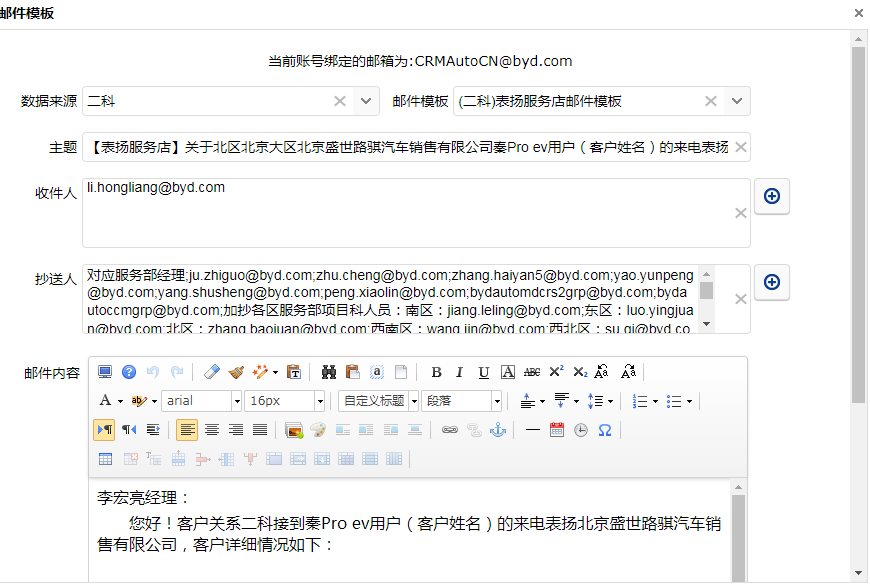 邮件模板
当前账号绑定的邮箱为:CRMAutoCN@byd.com
数据来源 二科 邮件模板 (二科)表扬服务店邮件模板
主题 【表扬服务店】关于北区北京大区北京盛世路骐汽车销售有限公司秦Pro ev用户（客户姓名）的来电表扬
收件人 li.hongliang@byd.com
抄送人 对应服务部经理;ju.zhiguo@byd.com;zhu.cheng@byd.com;zhang.haiyan5@byd.com;yao.yunpeng
@byd.com;yang.shusheng@byd.com;peng.xiaolin@byd.com;bydautomdcrs2grp@byd.com;byda
utoccmgrp@byd.com;加抄各区服务部项目科人员：南区：jiang.leling@byd.com;东区：luo.yingjua
n@byd.com;北区：zhang.baojuan@byd.com;西南区：wang.jin@byd.com;西北区：su.qi@byd.co
邮件内容
B I U A ABC X² X₂
A ab arial 16px 自定义标题 段落
李宏亮经理：
您好！客户关系二科接到秦Pro ev用户（客户姓名）的来电表扬北京盛世路骐汽车销
售有限公司，客户详细情况如下：